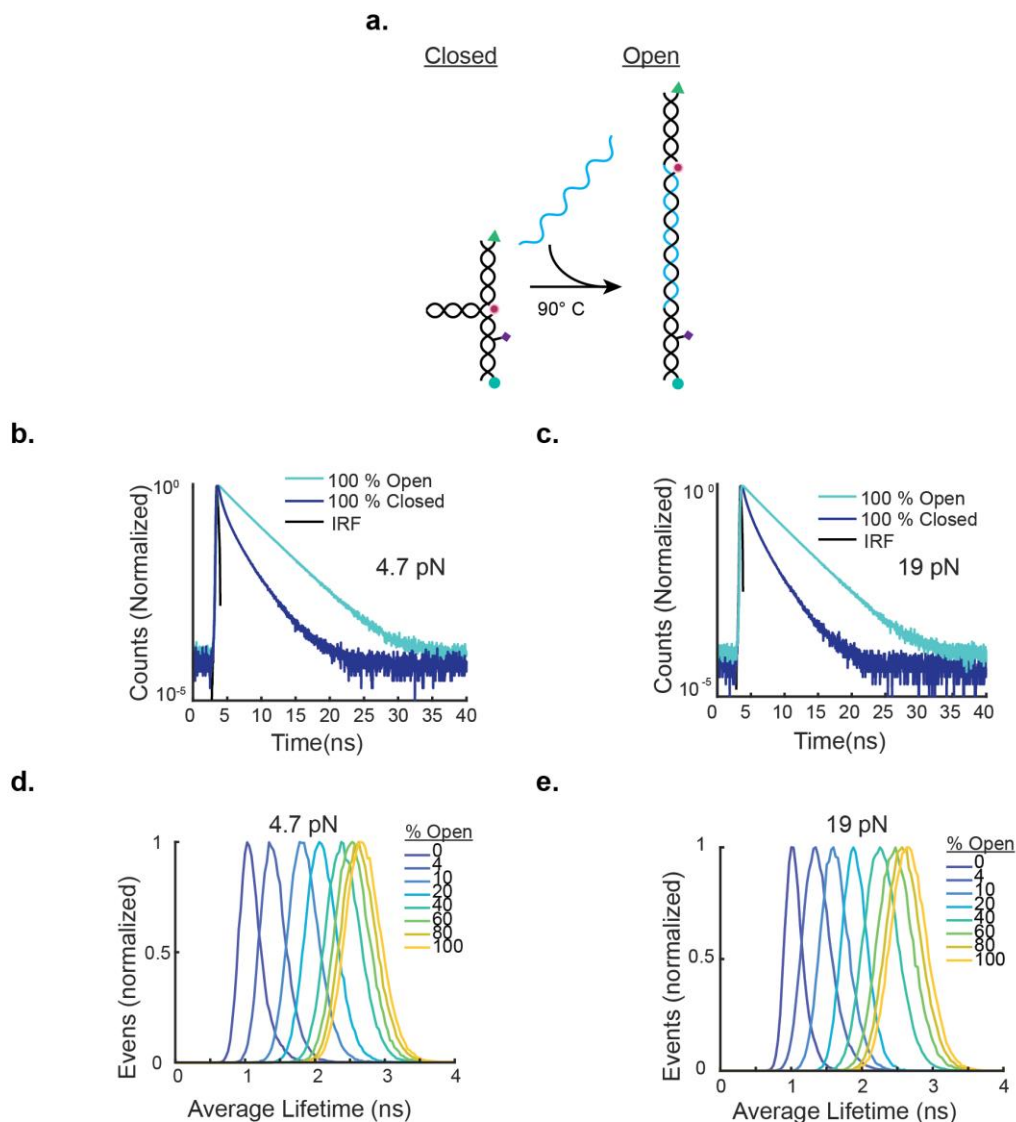 a.
Closed
Open
90° C
b.
Counts (Normalized)
10⁰
10⁻⁵
100 % Open
100 % Closed
IRF
4.7 pN
0 5 10 15 20 25 30 35 40
Time(ns)
c.
Counts (Normalized)
10⁰
10⁻⁵
100 % Open
100 % Closed
IRF
19 pN
0 5 10 15 20 25 30 35 40
Time(ns)
d.
4.7 pN
Evens (normalized)
1
0.5
0
% Open
0
4
10
20
40
60
80
100
0 1 2 3 4
Average Lifetime (ns)
e.
19 pN
Events (normalized)
1
0.5
0
% Open
0
4
10
20
40
60
80
100
0 1 2 3 4
Average Lifetime (ns)